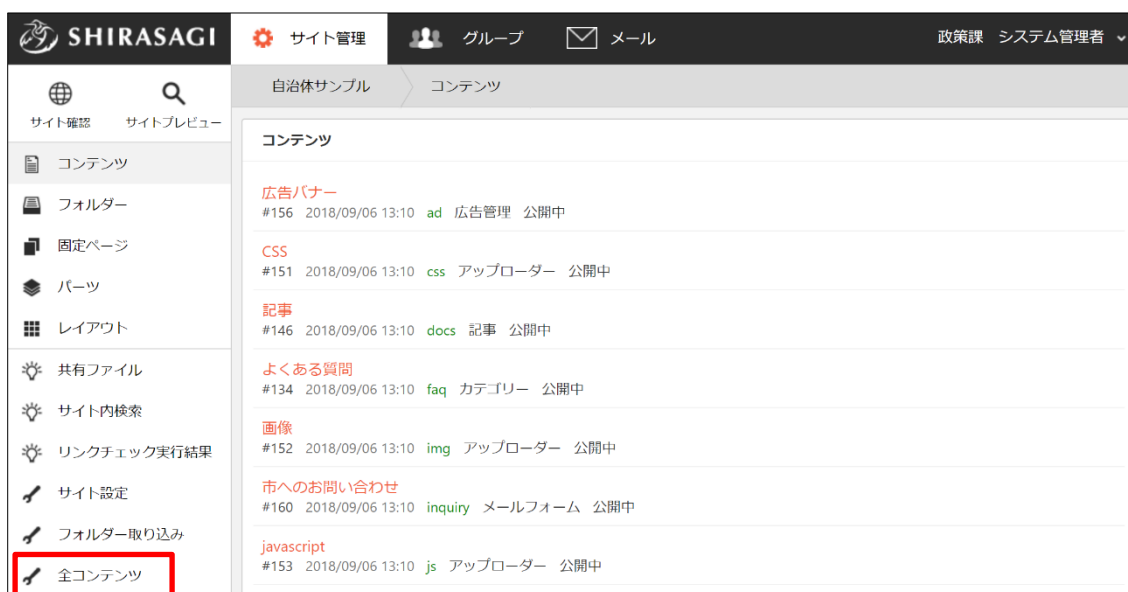 SHIRASAGI サイト管理 グループ メール 政策課 システム管理者
サイト確認 サイトプレビュー
コンテンツ
フォルダー
固定ページ
パーツ
レイアウト
共有ファイル
サイト内検索
リンクチェック実行結果
サイト設定
フォルダー取り込み
全コンテンツ
自治体サンプル コンテンツ
コンテンツ
広告バナー
#156 2018/09/06 13:10 ad 広告管理 公開中
CSS
#151 2018/09/06 13:10 css アップローダー 公開中
記事
#146 2018/09/06 13:10 docs 記事 公開中
よくある質問
#134 2018/09/06 13:10 faq カテゴリー 公開中
画像
#152 2018/09/06 13:10 img アップローダー 公開中
市へのお問い合わせ
#160 2018/09/06 13:10 inquiry メールフォーム 公開中
javascript
#153 2018/09/06 13:10 js アップローダー 公開中